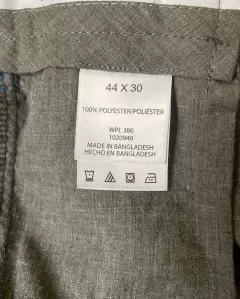 44 X 30
100% POLYESTER/POLIÉSTER
WPL 386
1020940
MADE IN BANGLADESH
HECHO EN BANGLADESH